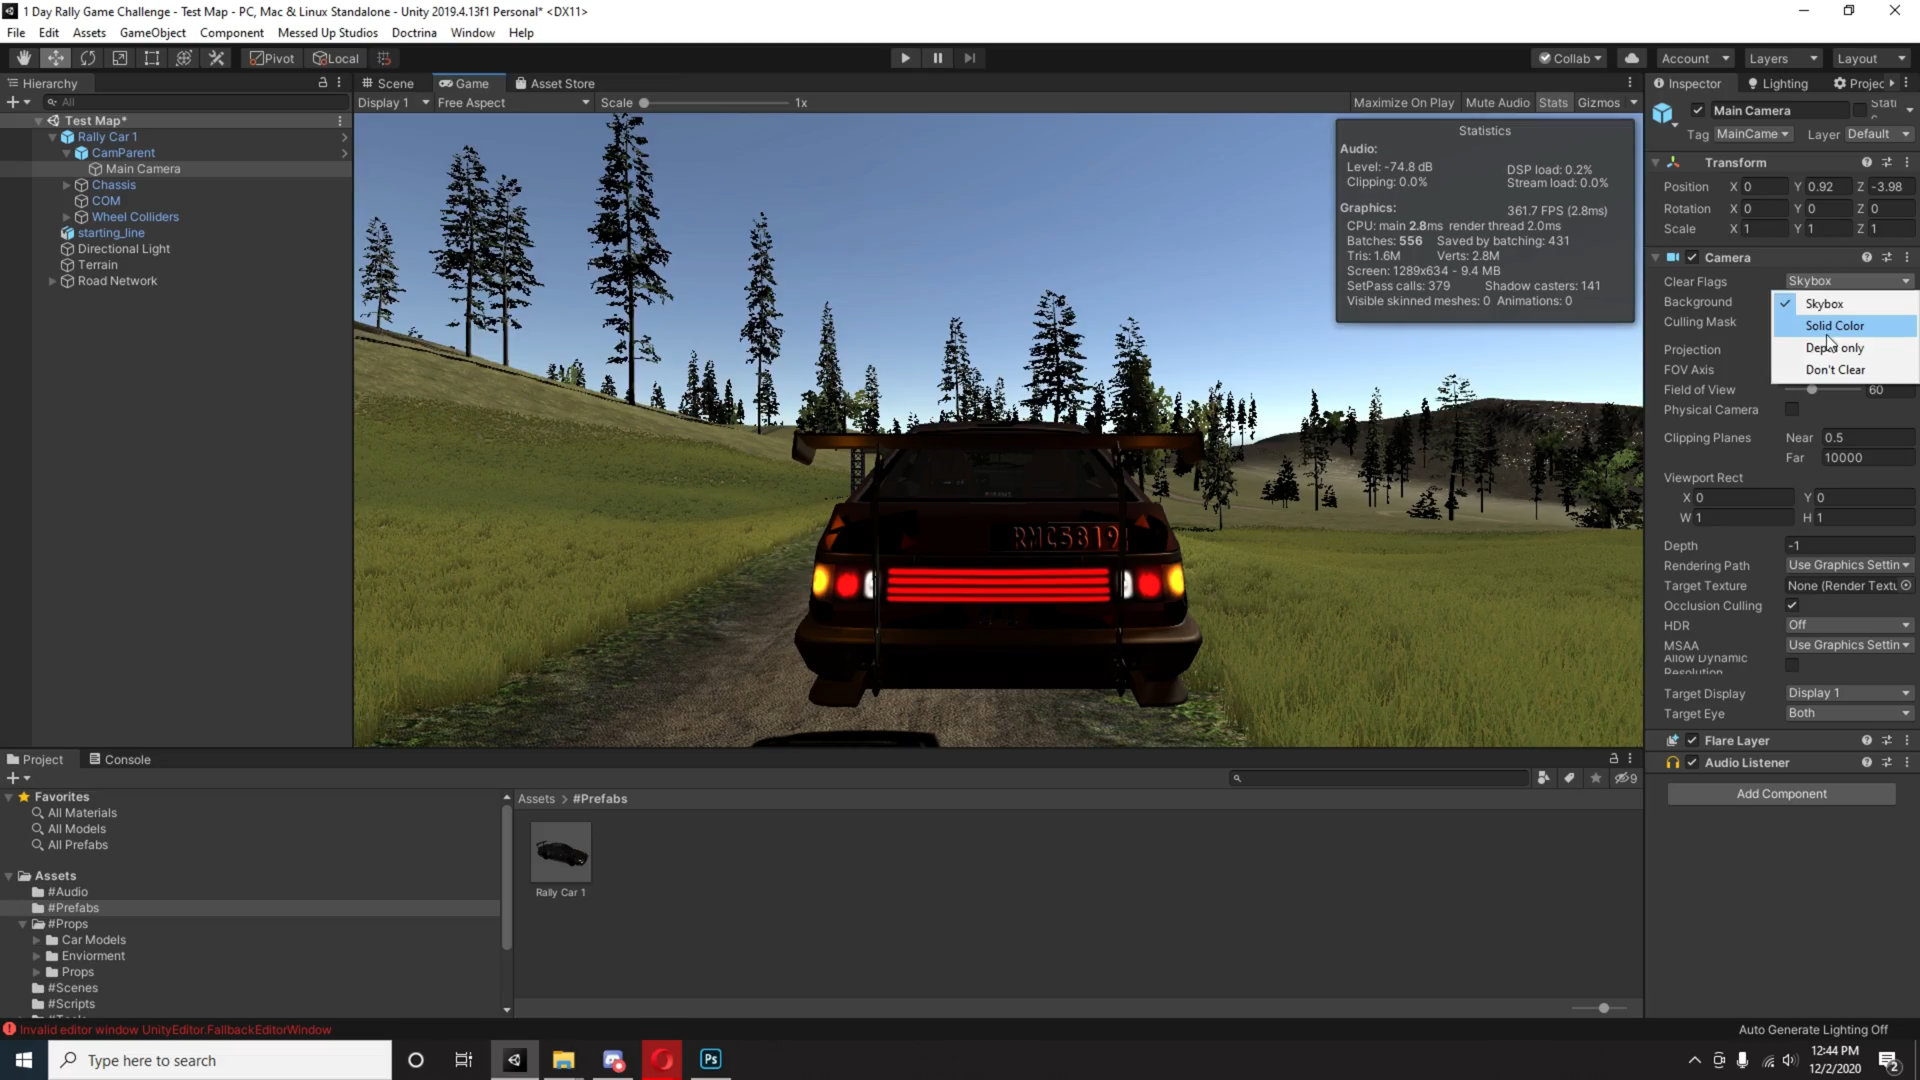 1 Day Rally Game Challenge - Test Map - PC, Mac & Linux Standalone - Unity 2019.4.13f1 Personal* <DX11>
File Edit Assets GameObject Component Messed Up Studios Doctrina Window Help
Pivot Local Collab Account Layers Layout
Hierarchy
All
Test Map*
Rally Car 1
CamParent
Main Camera
Chassis
COM
Wheel Colliders
starting_line
Directional Light
Terrain
Road Network
Scene Game Asset Store
Display 1 Free Aspect Scale 1x Maximize On Play Mute Audio Stats Gizmos
Statistics
Audio:
Level: -74.8 dB DSP load: 0.2%
Clipping: 0.0% Stream load: 0.0%
Graphics: 361.7 FPS (2.8ms)
CPU: main 2.8ms render thread 2.0ms
Batches: 556 Saved by batching: 431
Tris: 1.6M Verts: 2.8M
Screen: 1289x634 - 9.4 MB
SetPass calls: 379 Shadow casters: 141
Visible skinned meshes: 0 Animations: 0
RMC5819
Inspector Lighting Projec
Main Camera Stati
Tag MainCame Layer Default
Transform
Position X 0 Y 0.92 Z -3.98
Rotation X 0 Y 0 Z 0
Scale X 1 Y 1 Z 1
Camera
Clear Flags Skybox
Background
Culling Mask
Skybox
Solid Color
Depth only
Don't Clear
Projection
FOV Axis
Field of View 60
Physical Camera
Clipping Planes Near 0.5
Far 10000
Viewport Rect
X 0 Y 0
W 1 H 1
Depth -1
Rendering Path Use Graphics Settin
Target Texture None (Render Textu
Occlusion Culling
HDR Off
MSAA Use Graphics Settin
Allow Dynamic
Resolution
Target Display Display 1
Target Eye Both
Flare Layer
Audio Listener
Add Component
Project Console
9
Favorites
All Materials
All Models
All Prefabs
Assets
#Audio
#Prefabs
#Props
Car Models
Enviorment
Props
#Scenes
#Scripts
Assets > #Prefabs
Rally Car 1
Invalid editor window UnityEditor.FallbackEditorWindow
Auto Generate Lighting Off
Type here to search
Ps
12:44 PM
12/2/2020
2